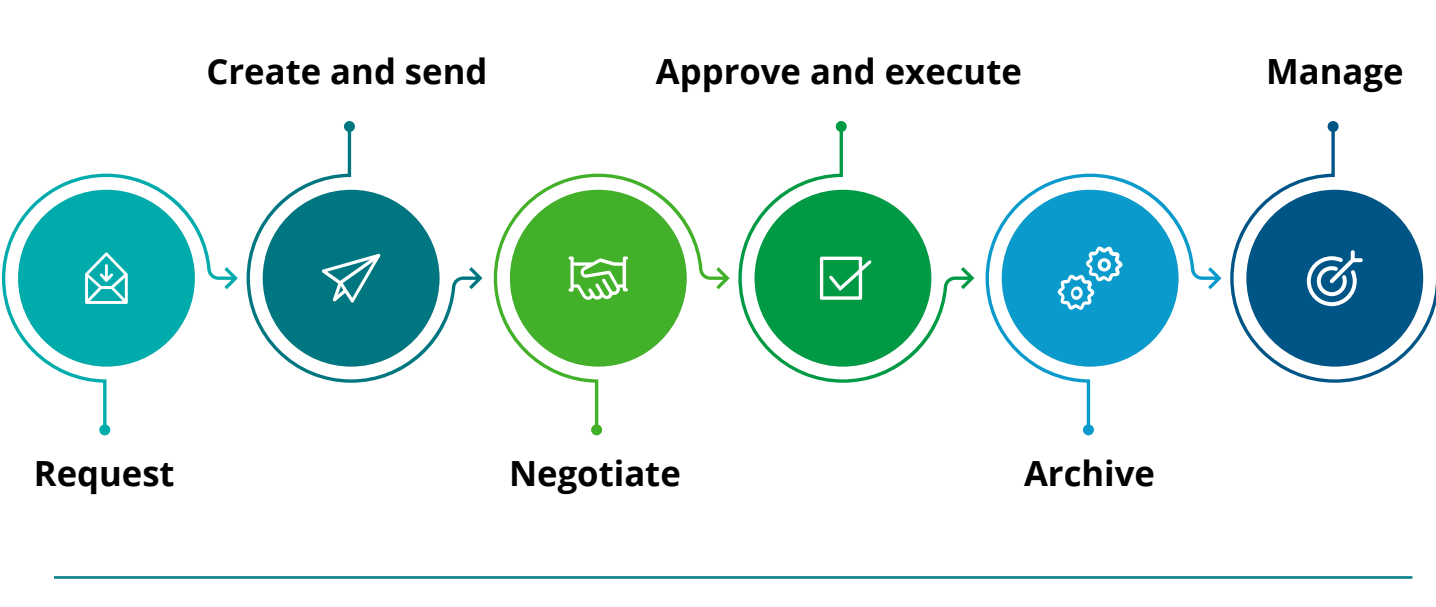 Create and send
Approve and execute
Manage
Request
Negotiate
Archive